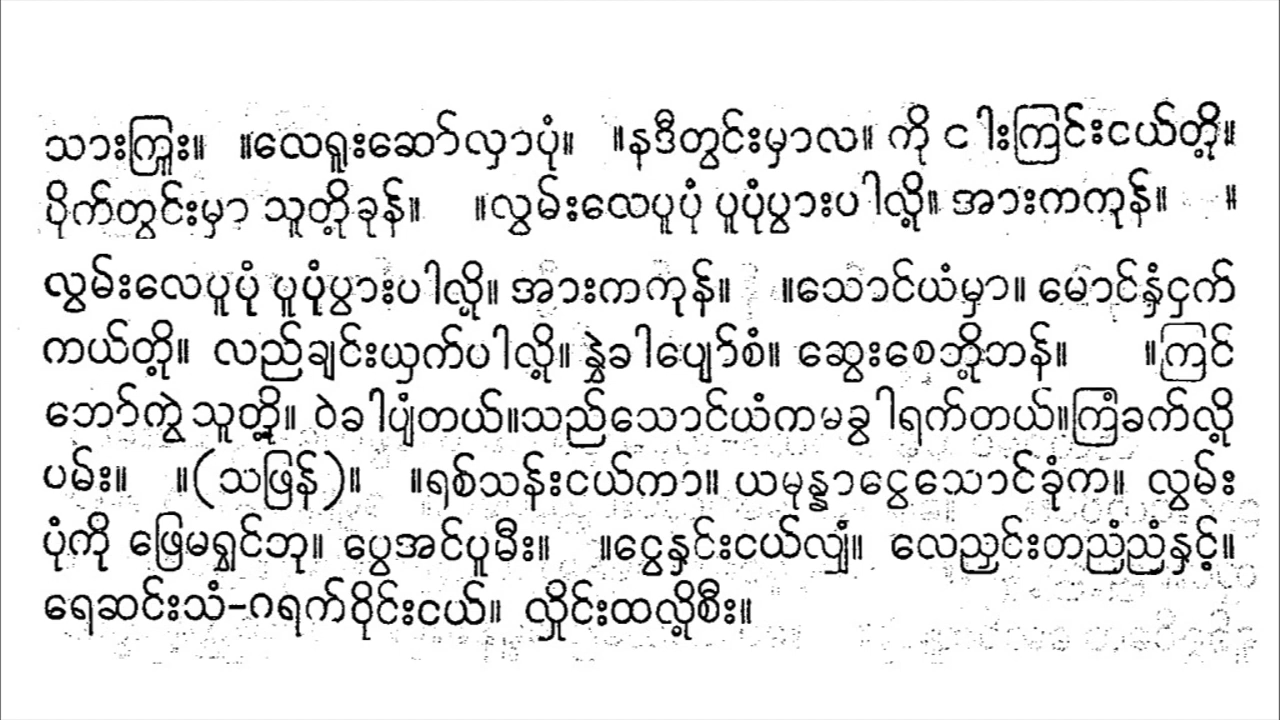 သားကြူး။ ။လေရူးဆော်လှာပုံ။ ။နဒီတွင်းမှာလ။ ကို ငါးကြင်းငယ်တို့။
ပိုက်တွင်းမှာ သူတို့ခုန်။ ။လွမ်းလေပူပုံ ပူပုံပွားပါလို့။ အားကကုန်။ ။
လွမ်းလေပူပုံ ပူပုံပွားပါလို့။ အားကကုန်။ ။သောင်ယံမှာ။ မောင်နှံငှက်
ကယ်တို့။ လည်ချင်းယှက်ပါလို့။ နွှဲခါပျော်စံ။ ဆွေးစေဘို့ဘန်။ ။ကြင်
ဘော်ကွဲသူတို့။ ဝဲခါပျံတယ်။သည်သောင်ယံကမခွါရက်တယ်။ကြံခက်လို့
ပမ်း။ ။(သဖြန်)။ ။ရစ်သန်းငယ်ကာ။ ယမုန္နာငွေသောင်ခုံက။ လွမ်း
ပုံကို ဖြေမရွှင်ဘု။ ပွေအင်ပူမီး။ ။ငွေနှင်းငယ်လျှံ။ လေညှင်းတညံညံနှင့်။
ရေဆင်းသံ-ဂရက်ဝိုင်းငယ်။ လှိုင်းထလို့စီး။